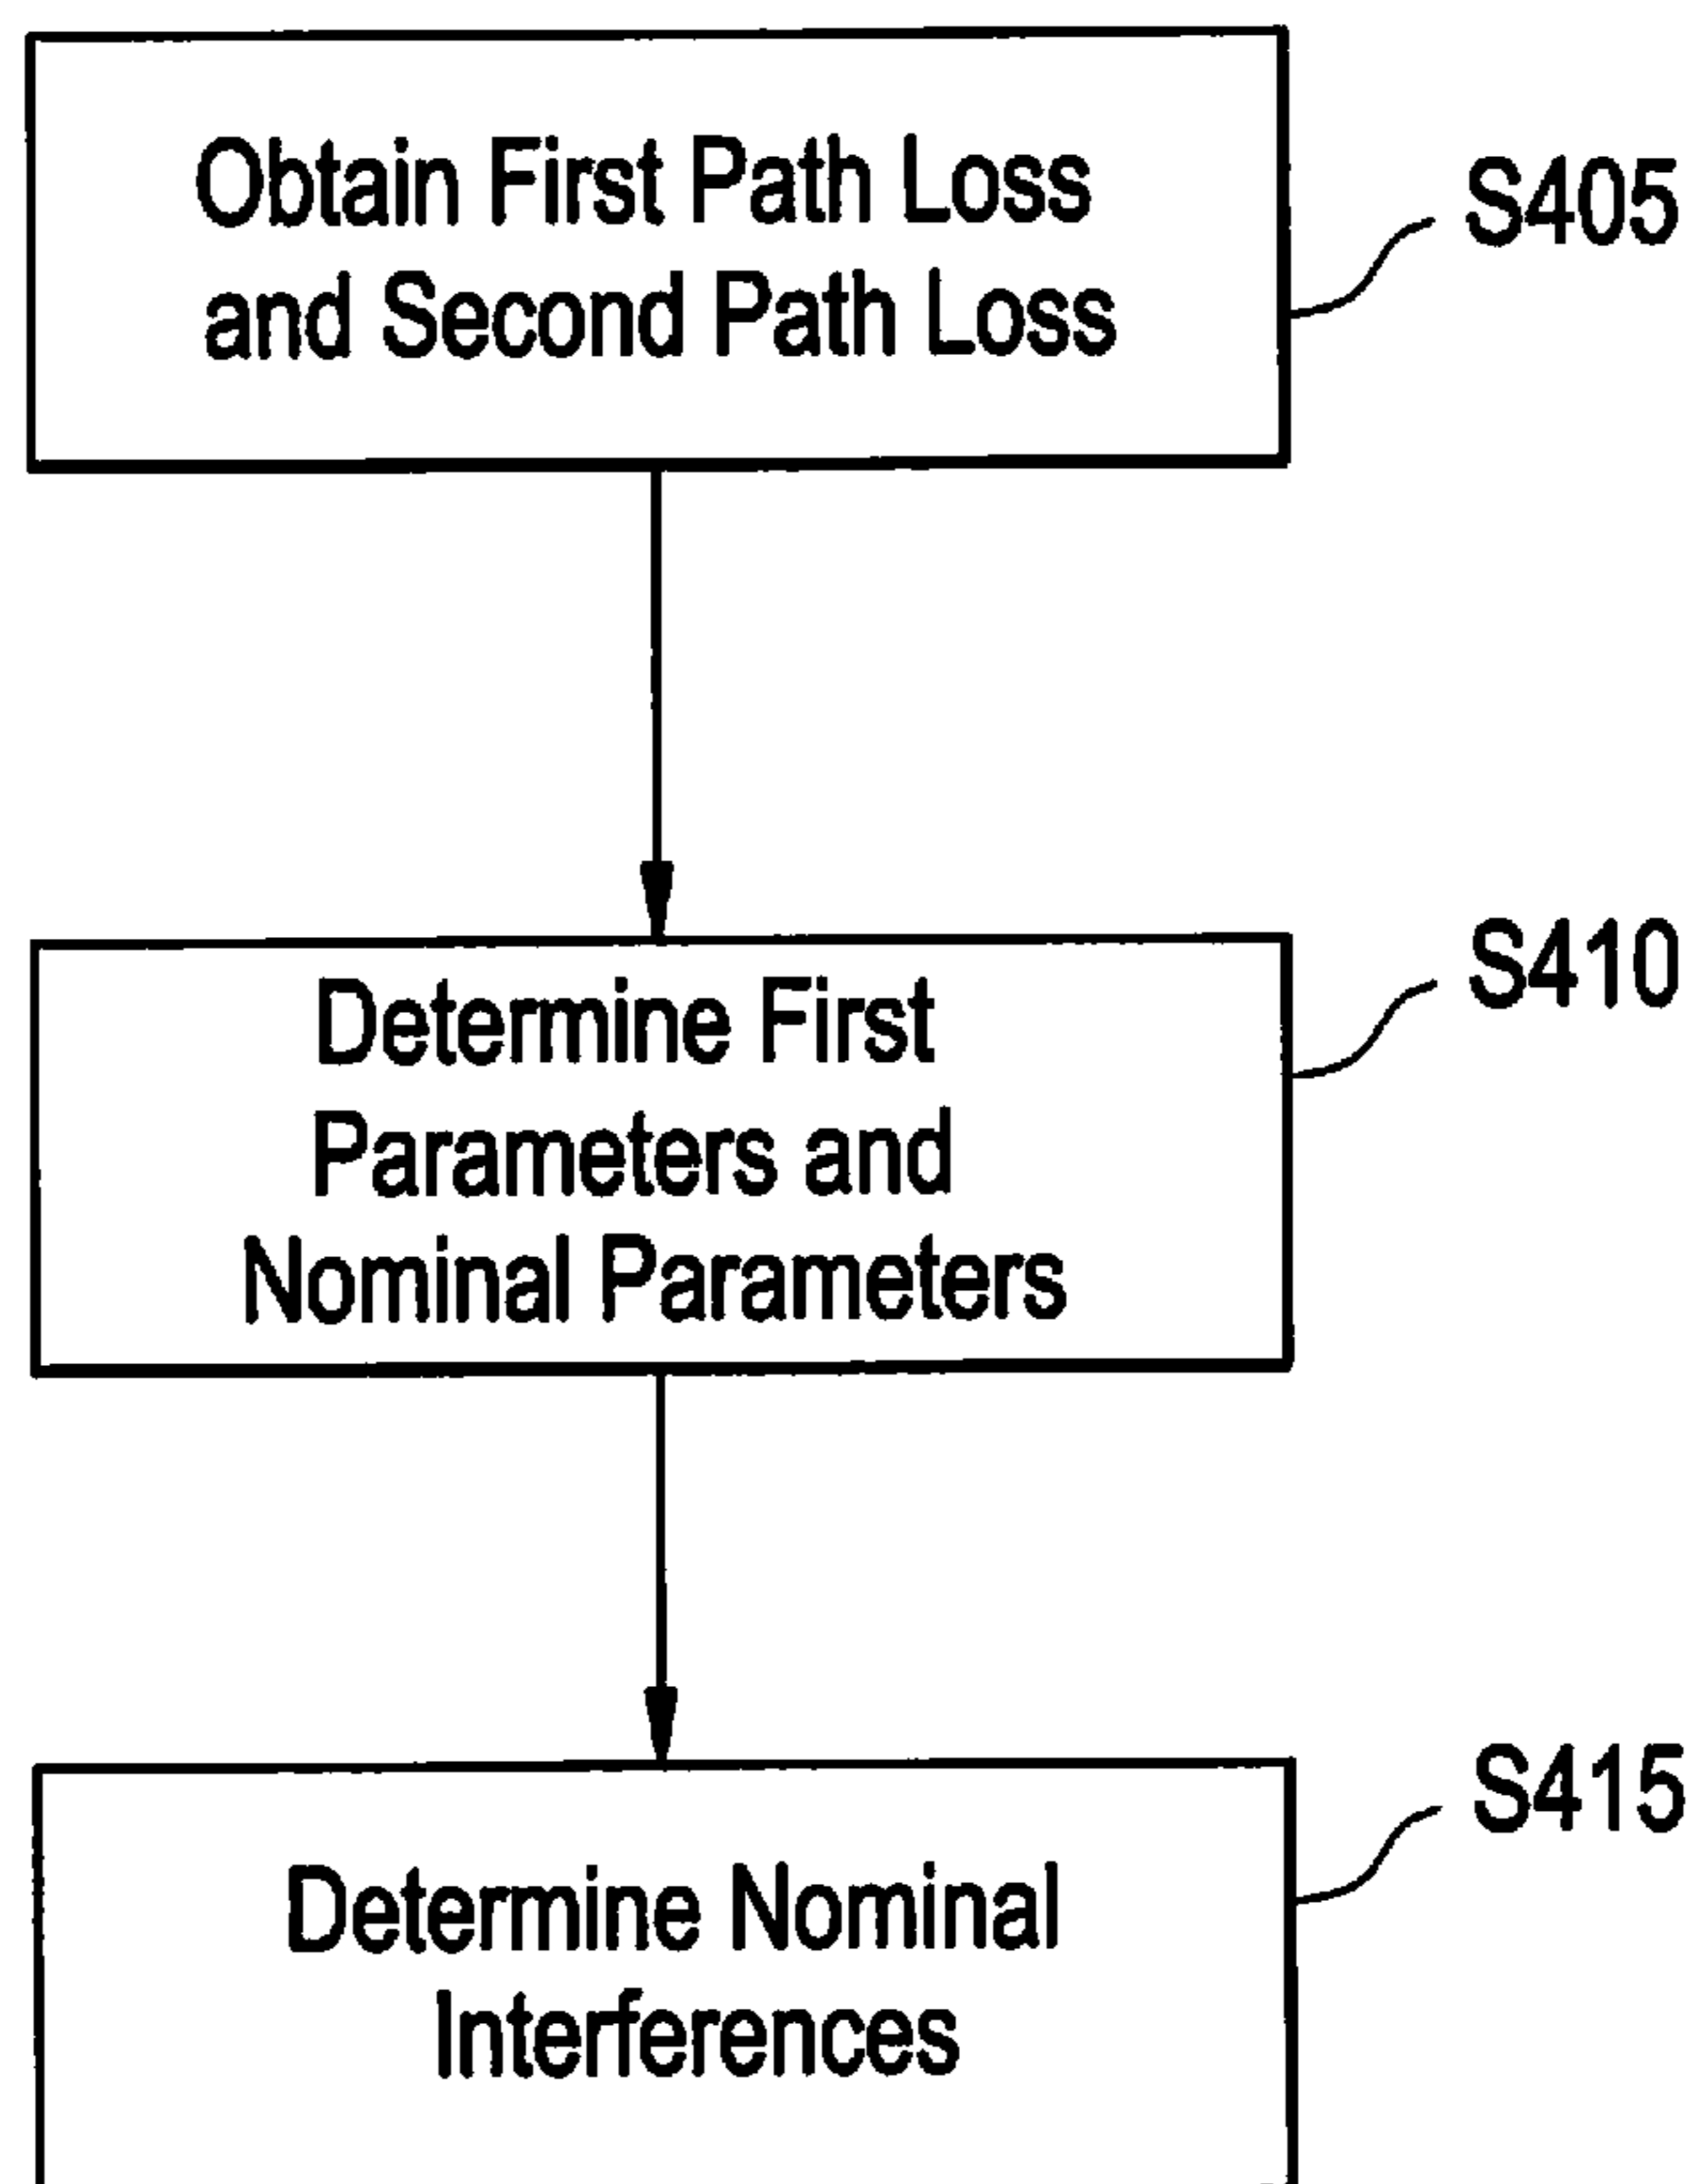 Obtain First Path Loss
and Second Path Loss
S405
Determine First
Parameters and
Nominal Parameters
S410
Determine Nominal
Interferences
S415